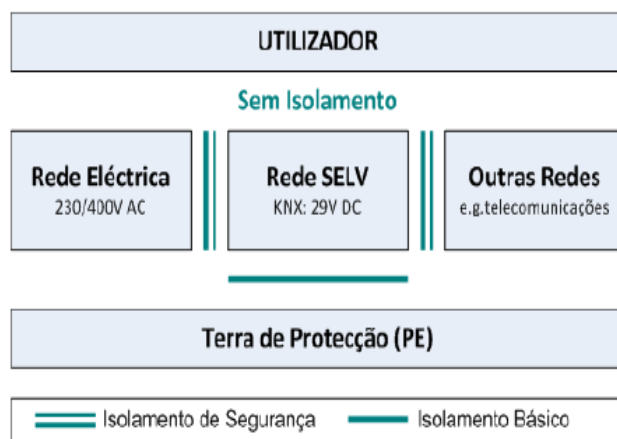 UTILIZADOR
Sem Isolamento
Rede Eléctrica
230/400V AC
Rede SELV
KNX: 29V DC
Outras Redes
e.g.telecomunicações
Terra de Protecção (PE)
Isolamento de Segurança
Isolamento Básico